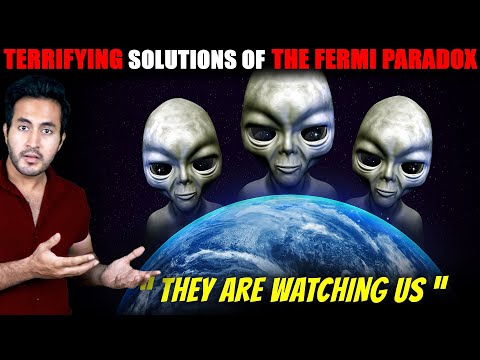 TERRIFYING SOLUTIONS OF THE FERMI PARADOX
" THEY ARE WATCHING US "